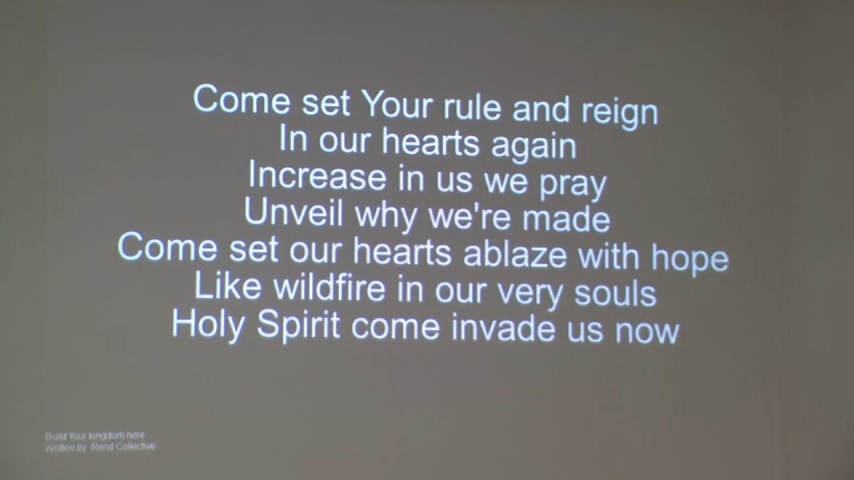 Come set Your rule and reign
In our hearts again
Increase in us we pray
Unveil why we're made
Come set our hearts ablaze with hope
Like wildfire in our very souls
Holy Spirit come invade us now
Build Your kingdom here
Written by Rend Collective